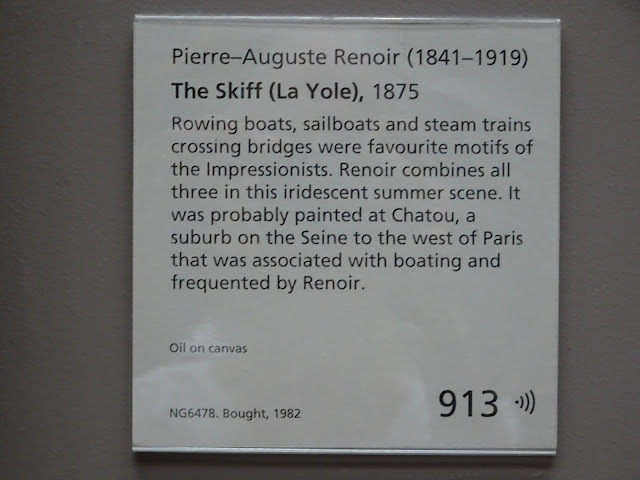 Pierre–Auguste Renoir (1841–1919)
The Skiff (La Yole), 1875
Rowing boats, sailboats and steam trains
crossing bridges were favourite motifs of
the Impressionists. Renoir combines all
three in this iridescent summer scene. It
was probably painted at Chatou, a
suburb on the Seine to the west of Paris
that was associated with boating and
frequented by Renoir.
Oil on canvas
NG6478. Bought, 1982
913